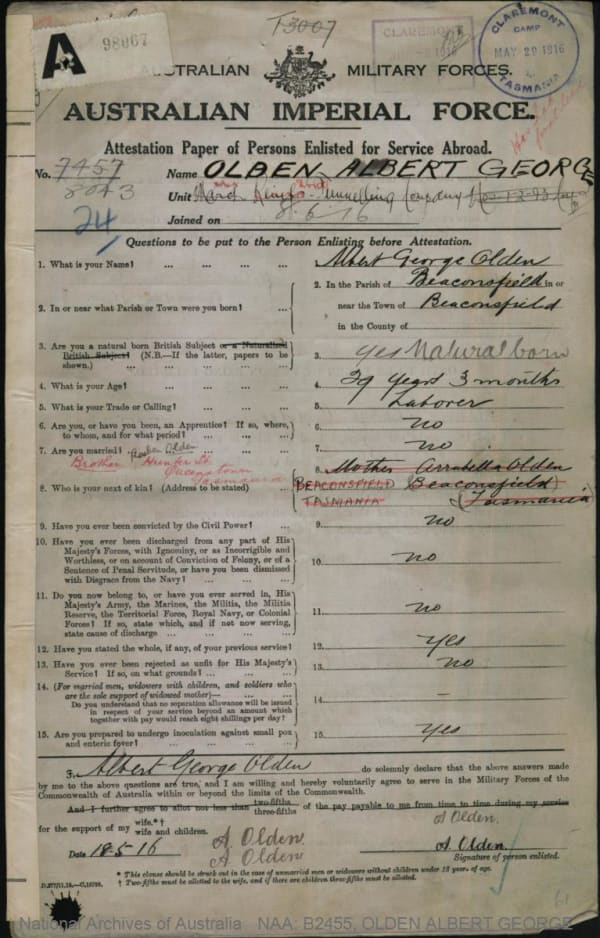 T3007
A 98067
CLAREMONT
CLAREMONT
CAMP
MAY 29 1916
TASMANIA
AUSTRALIAN MILITARY FORCES.
AUSTRALIAN IMPERIAL FORCE.
Attestation Paper of Persons Enlisted for Service Abroad.
No. 7457 Name OLDEN ALBERT GEORGE
8043
Unit Tunnelling Company
24
Joined on 8.6.16
Questions to be put to the Person Enlisting before Attestation.
1. What is your Name? ... ... ... ... 1. Albert George Olden
2. In or near what Parish or Town were you born? ... 2. In the Parish of Beaconsfield in or
near the Town of Beaconsfield
in the County of
3. Are you a natural born British Subject or a Naturalised
British Subject? (N.B.—If the latter, papers to be
shown.) ... ... ... ... ... 3. yes Natural born
4. What is your Age? ... ... ... ... 4. 29 years 3 months
5. What is your Trade or Calling? ... ... ... 5. Laborer
6. Are you, or have you been, an Apprentice? If so, where,
to whom, and for what period? ... ... ... 6. no
7. Are you married? Reuben Olden 7. no
Brother Hunter St
Queenstown
Tasmania
8. Who is your next of kin? (Address to be stated) ... 8. Mother Arrabella Olden
BEACONSFIELD Beaconsfield
TASMANIA (Tasmania)
9. Have you ever been convicted by the Civil Power? ... 9. no
10. Have you ever been discharged from any part of His
Majesty's Forces, with Ignominy, or as Incorrigible and
Worthless, or on account of Conviction of Felony, or of a
Sentence of Penal Servitude, or have you been dismissed
with Disgrace from the Navy? ... ... ... 10. no
11. Do you now belong to, or have you ever served in, His
Majesty's Army, the Marines, the Militia, the Militia
Reserve, the Territorial Force, Royal Navy, or Colonial
Forces? If so, state which, and if not now serving,
state cause of discharge ... ... ... ... 11. no
12. Have you stated the whole, if any, of your previous service? 12. yes
13. Have you ever been rejected as unfit for His Majesty's
Service? If so, on what grounds? ... ... ... 13. no
14. (For married men, widowers with children, and soldiers who
are the sole support of widowed mother)—
Do you understand that no separation allowance will be issued
in respect of your service beyond an amount which
together with pay would reach eight shillings per day? 14. —
15. Are you prepared to undergo inoculation against small pox
and enteric fever? ... ... ... ... ... 15. yes
I, Albert George Olden do solemnly declare that the above answers made
by me to the above questions are true, and I am willing and hereby voluntarily agree to serve in the Military Forces of the
Commonwealth of Australia within or beyond the limits of the Commonwealth.
And I further agree to allot not less than two-fifths three-fifths of the pay payable to me from time to time during my service
for the support of my wife.*† wife and children. A Olden.
Date 18-5-16 A. Olden. A. Olden.
A Olden Signature of person enlisted.
* This clause should be struck out in the case of unmarried men or widowers without children under 18 years of age.
† Two-fifths must be allotted to the wife, and if there are children three-fifths must be allotted.
National Archives of Australia NAA: B2455, OLDEN ALBERT GEORGE